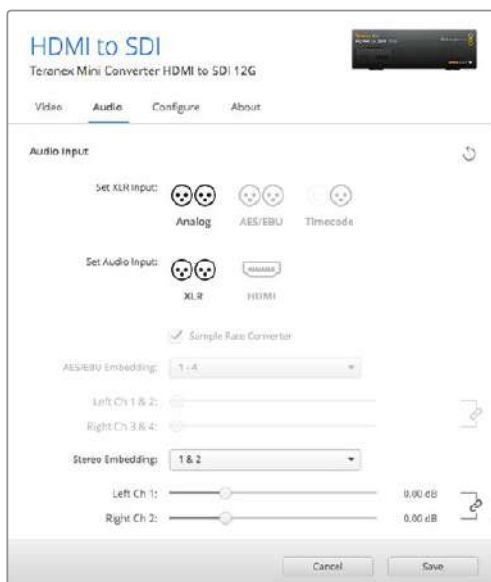 HDMI to SDI
Teranex Mini Converter HDMI to SDI 12G
Video Audio Configure About
Audio Input
Set XLR Input:
Analog AES/EBU Timecode
Set Audio Input:
XLR HDMI
Sample Rate Converter
AES/EBU Embedding: 1 - 4
Left Ch 1 & 2:
Right Ch 3 & 4:
Stereo Embedding: 1 & 2
Left Ch 1: 0.00 dB
Right Ch 2: 0.00 dB
Cancel Save